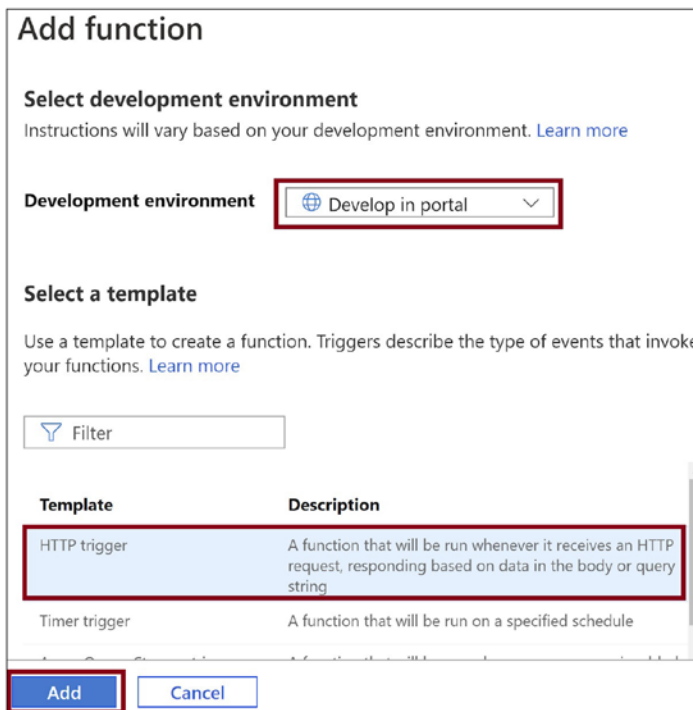 Add function
Select development environment
Instructions will vary based on your development environment. Learn more
Development environment
Develop in portal
Select a template
Use a template to create a function. Triggers describe the type of events that invoke
your functions. Learn more
Filter
Template Description
HTTP trigger A function that will be run whenever it receives an HTTP
request, responding based on data in the body or query
string
Timer trigger A function that will be run on a specified schedule
Add Cancel